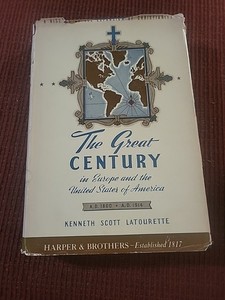 The Great
CENTURY
in Europe and the
United States of America
A.D. 1800 – A.D. 1914
KENNETH SCOTT LATOURETTE
HARPER & BROTHERS—Established 1817